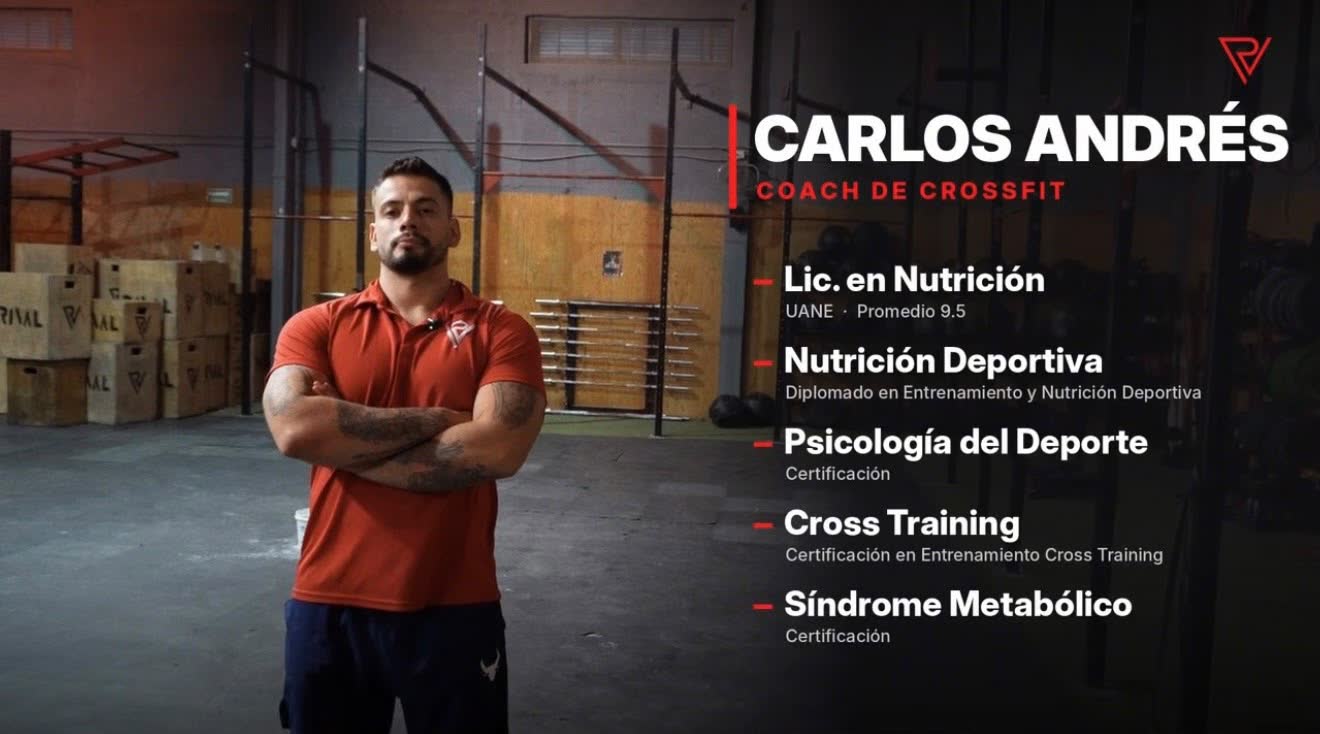 CARLOS ANDRÉS
COACH DE CROSSFIT
– Lic. en Nutrición
UANE · Promedio 9.5
– Nutrición Deportiva
Diplomado en Entrenamiento y Nutrición Deportiva
– Psicología del Deporte
Certificación
– Cross Training
Certificación en Entrenamiento Cross Training
– Síndrome Metabólico
Certificación
RIVAL